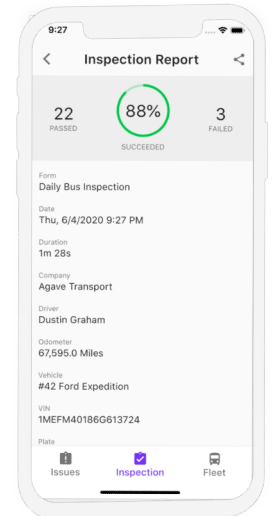 9:27
Inspection Report
22
PASSED
88%
SUCCEEDED
3
FAILED
Form
Daily Bus Inspection
Date
Thu, 6/4/2020 9:27 PM
Duration
1m 28s
Company
Agave Transport
Driver
Dustin Graham
Odometer
67,595.0 Miles
Vehicle
#42 Ford Expedition
VIN
1MEFM40186G613724
Plate
Issues
Inspection
Fleet